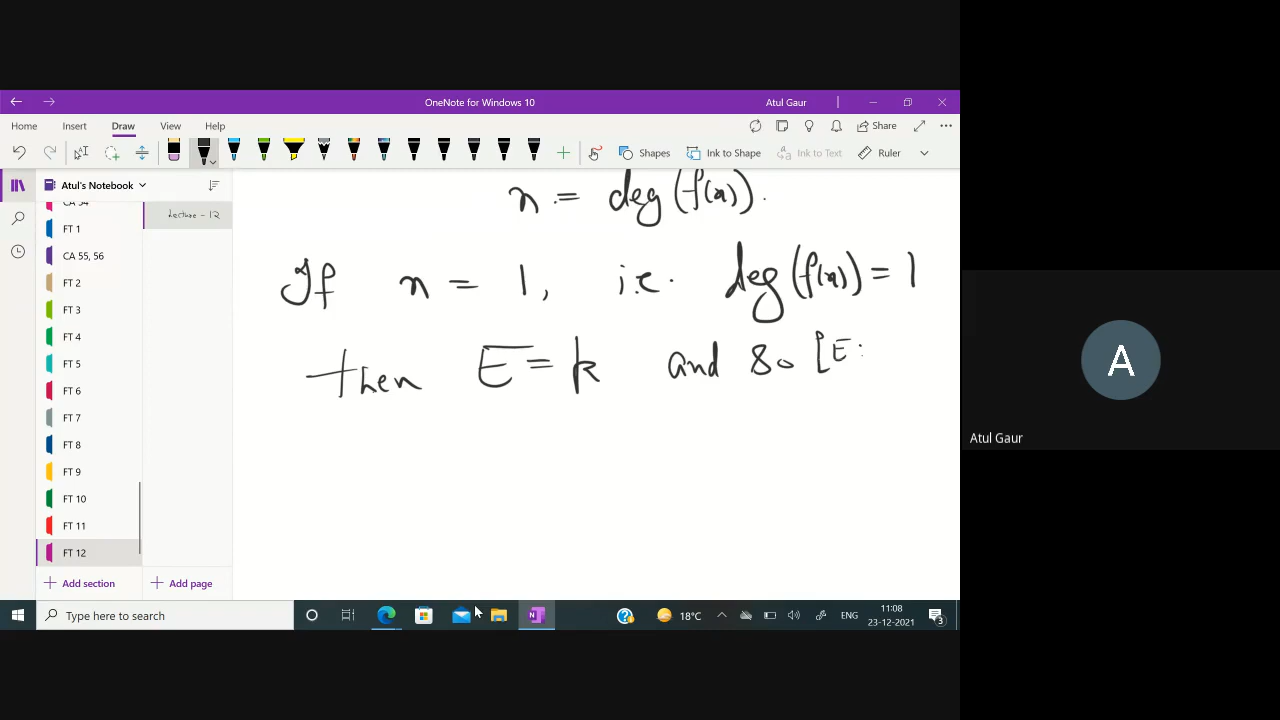 OneNote for Windows 10
Atul Gaur
Home Insert Draw View Help
Share
Shapes Ink to Shape Ink to Text Ruler
Atul's Notebook
Lecture - 12
CA 54
FT 1
CA 55, 56
FT 2
FT 3
FT 4
FT 5
FT 6
FT 7
FT 8
FT 9
FT 10
FT 11
FT 12
Add section
Add page
n = deg(f(x)).
If n = 1, i.e. deg(f(x)) = 1
then E = k and so [E:
A
Atul Gaur
Type here to search
18°C
ENG
11:08
23-12-2021
3